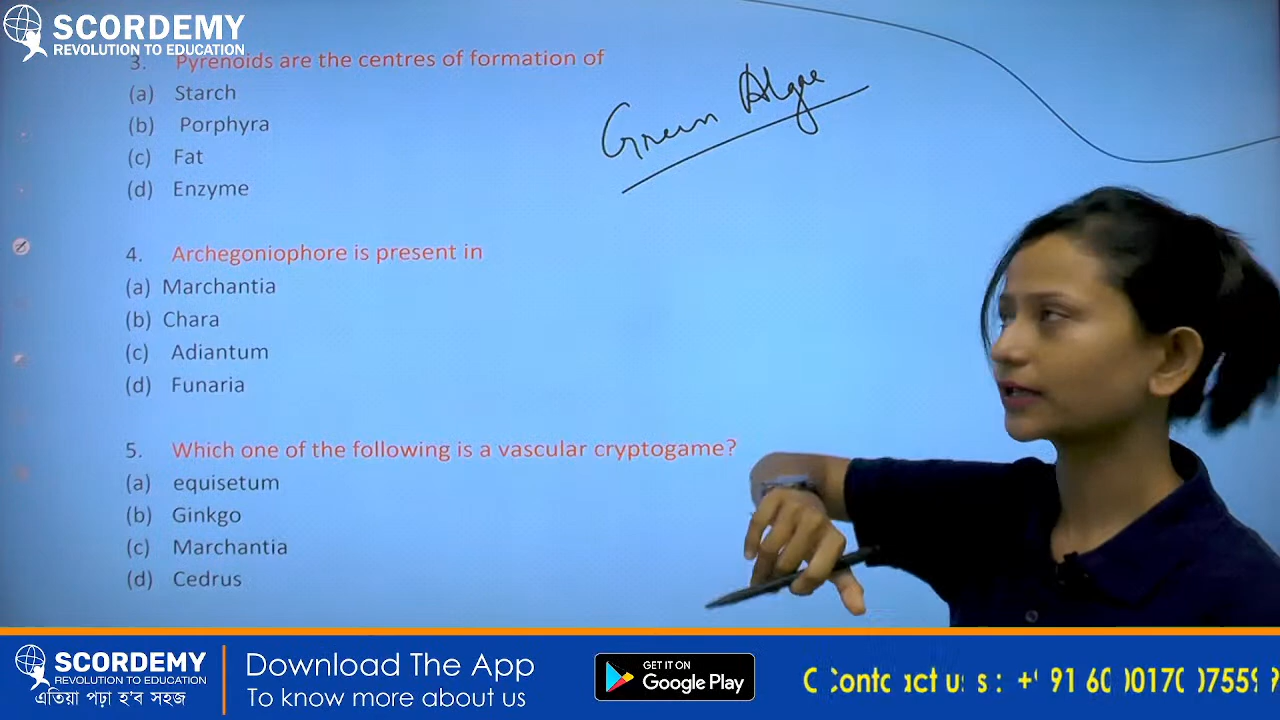 SCORDEMY
REVOLUTION TO EDUCATION
3. Pyrenoids are the centres of formation of
(a) Starch
(b) Porphyra
(c) Fat
(d) Enzyme
Green Algae
4. Archegoniophore is present in
(a) Marchantia
(b) Chara
(c) Adiantum
(d) Funaria
5. Which one of the following is a vascular cryptogame?
(a) equisetum
(b) Ginkgo
(c) Marchantia
(d) Cedrus
SCORDEMY
REVOLUTION TO EDUCATION
এতিয়া পঢ়া হ'ব সহজ
Download The App
To know more about us
GET IT ON
Google Play
Contact us :